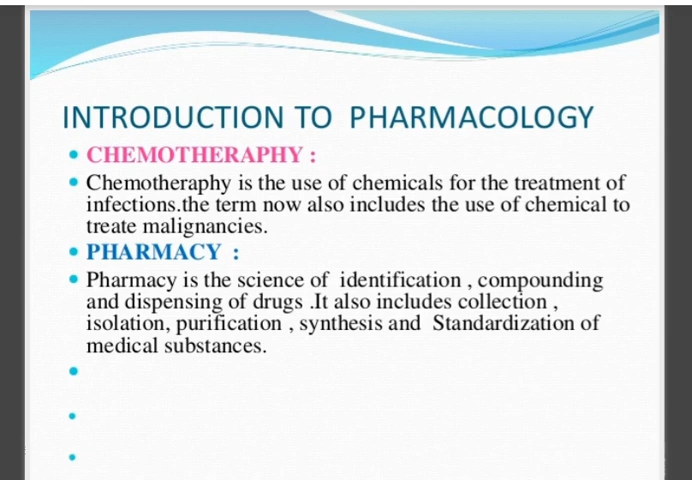 INTRODUCTION TO PHARMACOLOGY
• CHEMOTHERAPHY :
• Chemotheraphy is the use of chemicals for the treatment of
infections.the term now also includes the use of chemical to
treate malignancies.
• PHARMACY :
• Pharmacy is the science of identification , compounding
and dispensing of drugs .It also includes collection ,
isolation, purification , synthesis and Standardization of
medical substances.
•
•
•